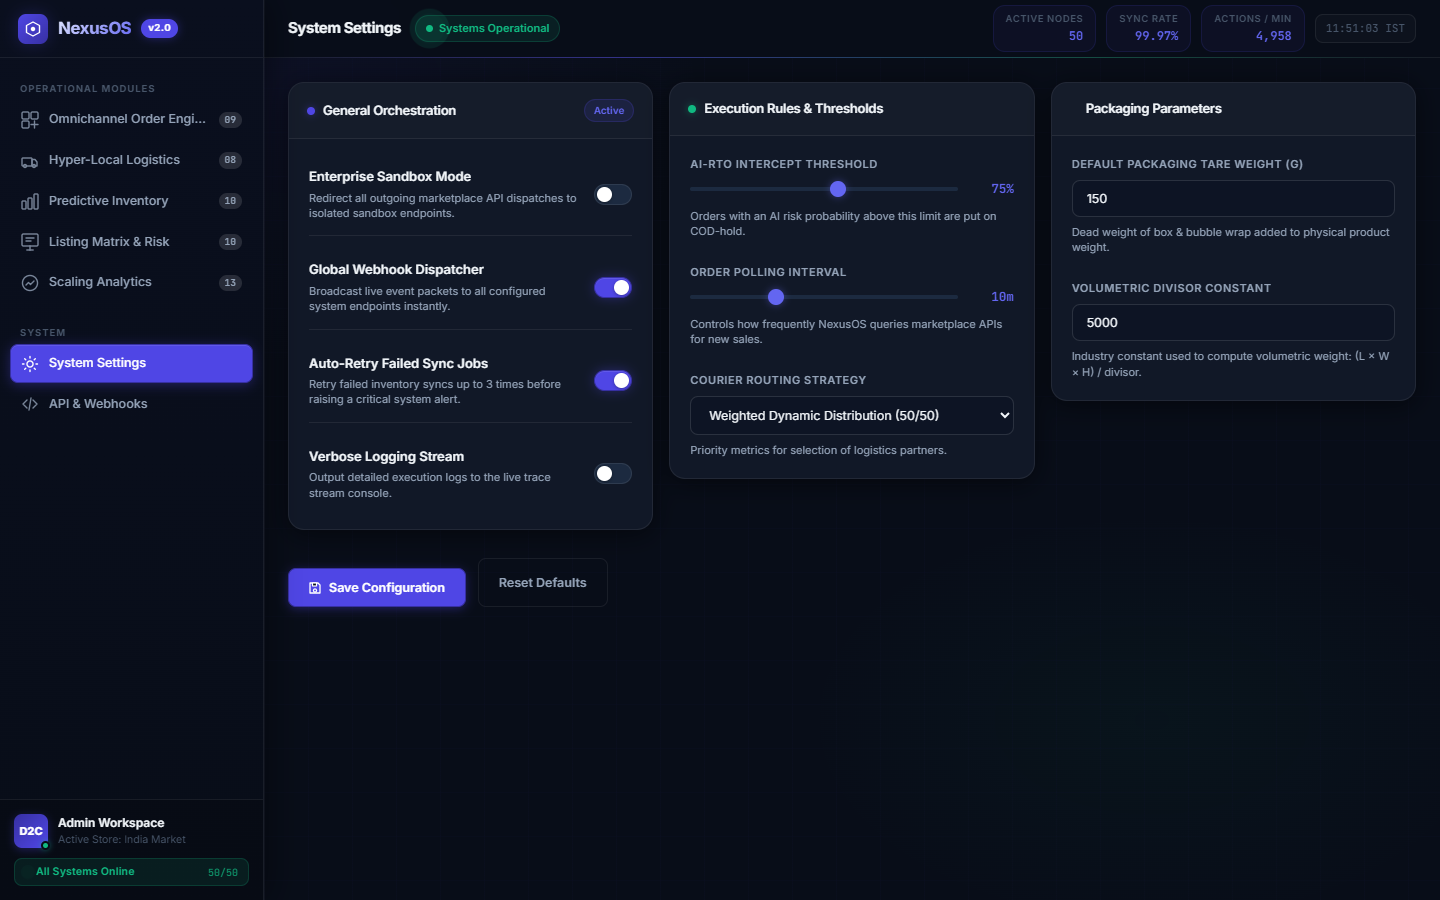 NexusOS v2.0
OPERATIONAL MODULES
Omnichannel Order Engi... 09
Hyper-Local Logistics 08
Predictive Inventory 10
Listing Matrix & Risk 10
Scaling Analytics 13
SYSTEM
System Settings
API & Webhooks
D2C
Admin Workspace
Active Store: India Market
All Systems Online 50/50
System Settings
Systems Operational
ACTIVE NODES
50
SYNC RATE
99.97%
ACTIONS / MIN
4,958
11:51:03 IST
General Orchestration
Active
Enterprise Sandbox Mode
Redirect all outgoing marketplace API dispatches to
isolated sandbox endpoints.
Global Webhook Dispatcher
Broadcast live event packets to all configured
system endpoints instantly.
Auto-Retry Failed Sync Jobs
Retry failed inventory syncs up to 3 times before
raising a critical system alert.
Verbose Logging Stream
Output detailed execution logs to the live trace
stream console.
Execution Rules & Thresholds
AI-RTO INTERCEPT THRESHOLD
75%
Orders with an AI risk probability above this limit are put on
COD-hold.
ORDER POLLING INTERVAL
10m
Controls how frequently NexusOS queries marketplace APIs
for new sales.
COURIER ROUTING STRATEGY
Weighted Dynamic Distribution (50/50)
Priority metrics for selection of logistics partners.
Packaging Parameters
DEFAULT PACKAGING TARE WEIGHT (G)
150
Dead weight of box & bubble wrap added to physical product
weight.
VOLUMETRIC DIVISOR CONSTANT
5000
Industry constant used to compute volumetric weight: (L × W
× H) / divisor.
Save Configuration
Reset Defaults